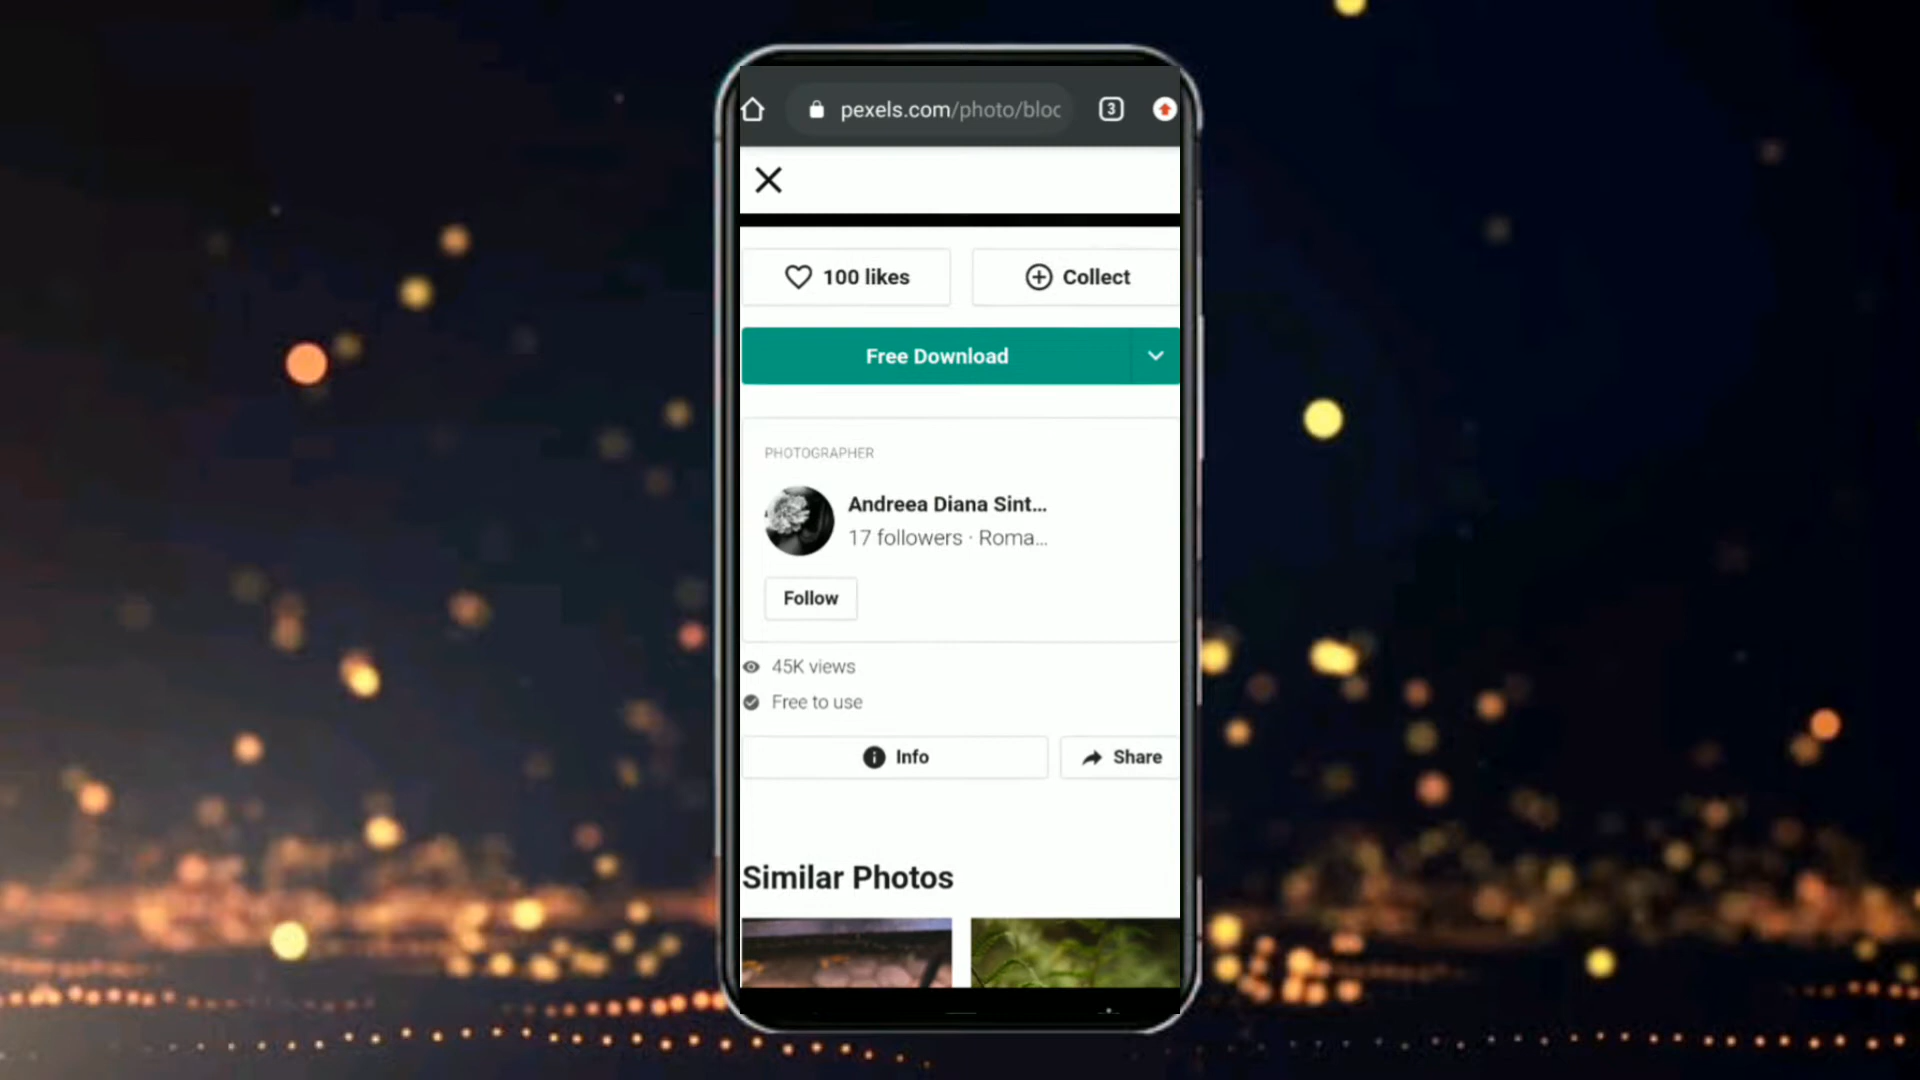 pexels.com/photo/bloc
3
100 likes
Collect
Free Download
PHOTOGRAPHER
Andreea Diana Sint...
17 followers · Roma...
Follow
45K views
Free to use
Info
Share
Similar Photos